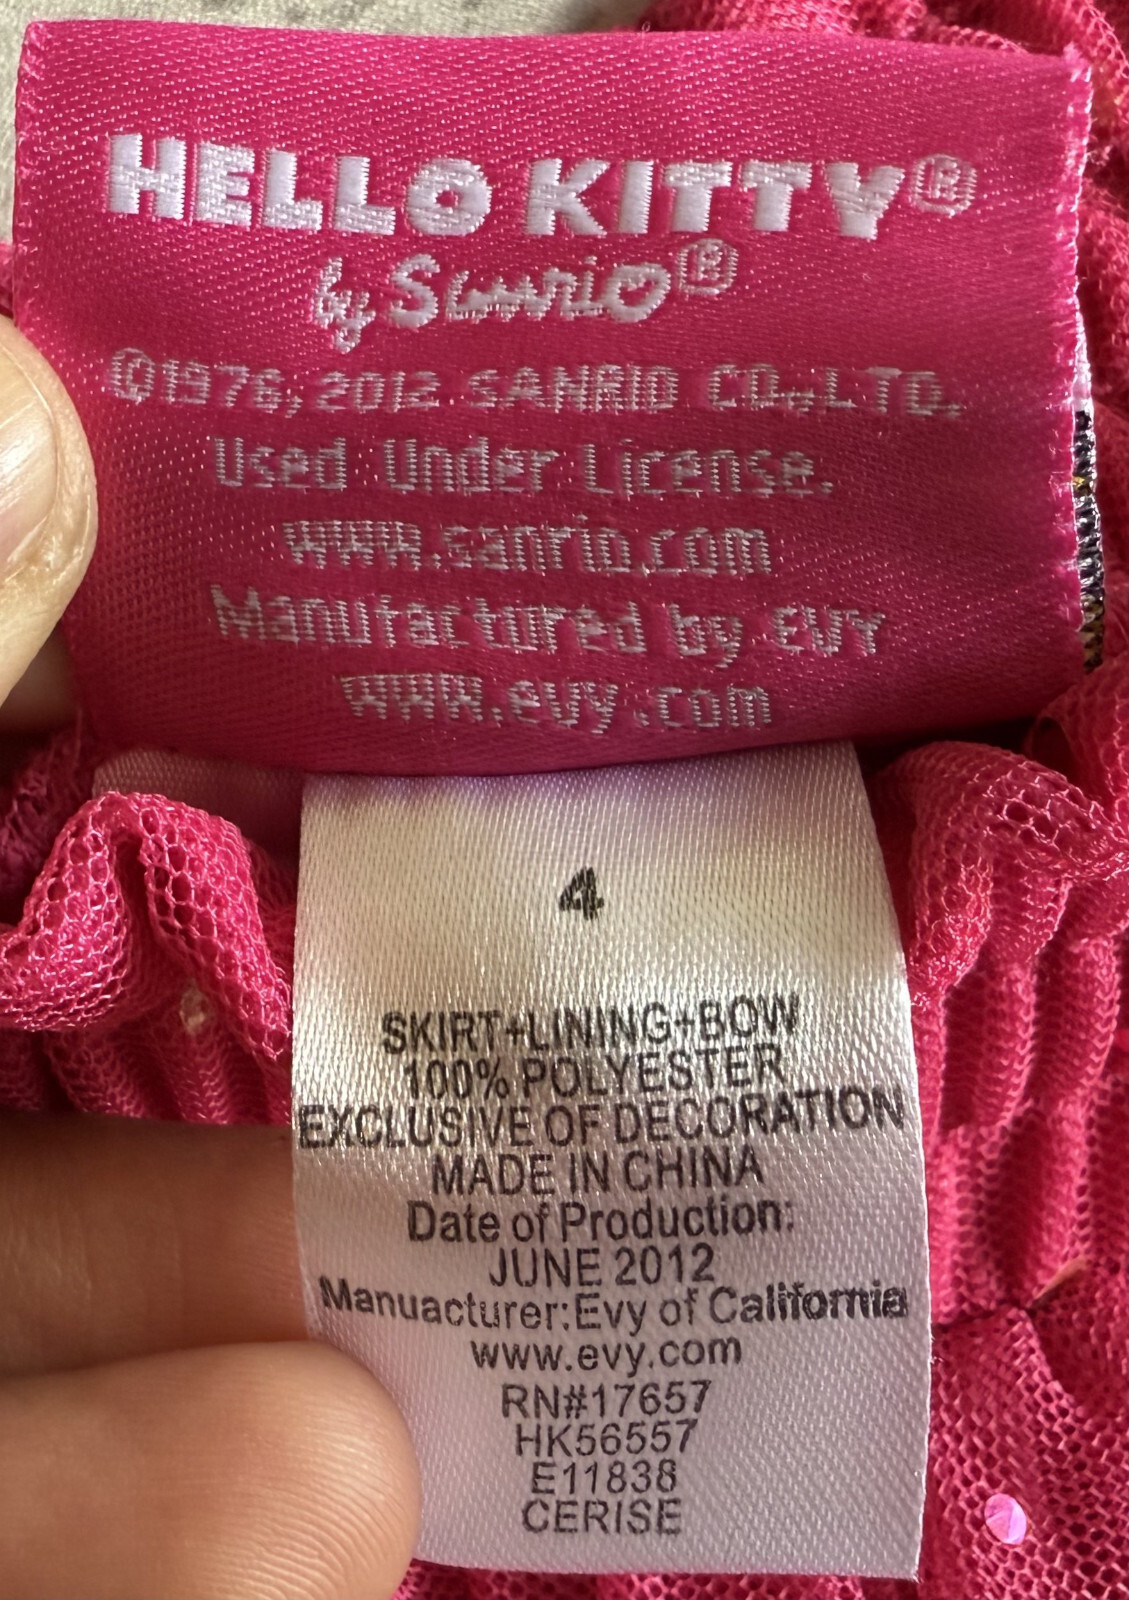 HELLO KITTY®
by Sanrio®
©1976, 2012 SANRIO CO., LTD.
Used Under License.
www.sanrio.com
Manufactured by EVY
www.evy.com
4
SKIRT+LINING+BOW
100% POLYESTER
EXCLUSIVE OF DECORATION
MADE IN CHINA
Date of Production:
JUNE 2012
Manuacturer:Evy of California
www.evy.com
RN#17657
HK56557
E11838
CERISE